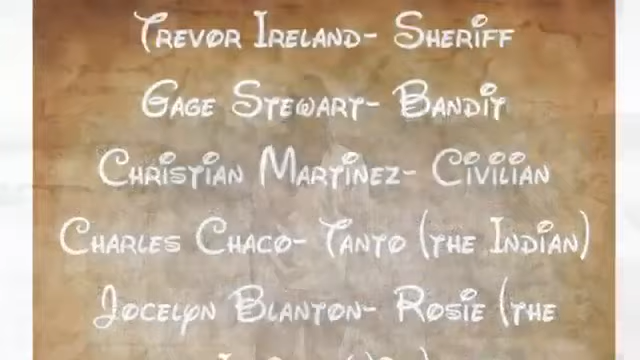 Trevor Ireland- Sheriff
Gage Stewart- Bandit
Christian Martinez- Civilian
Charles Chaco- Tanto (the Indian)
Jocelyn Blanton- Rosie (the